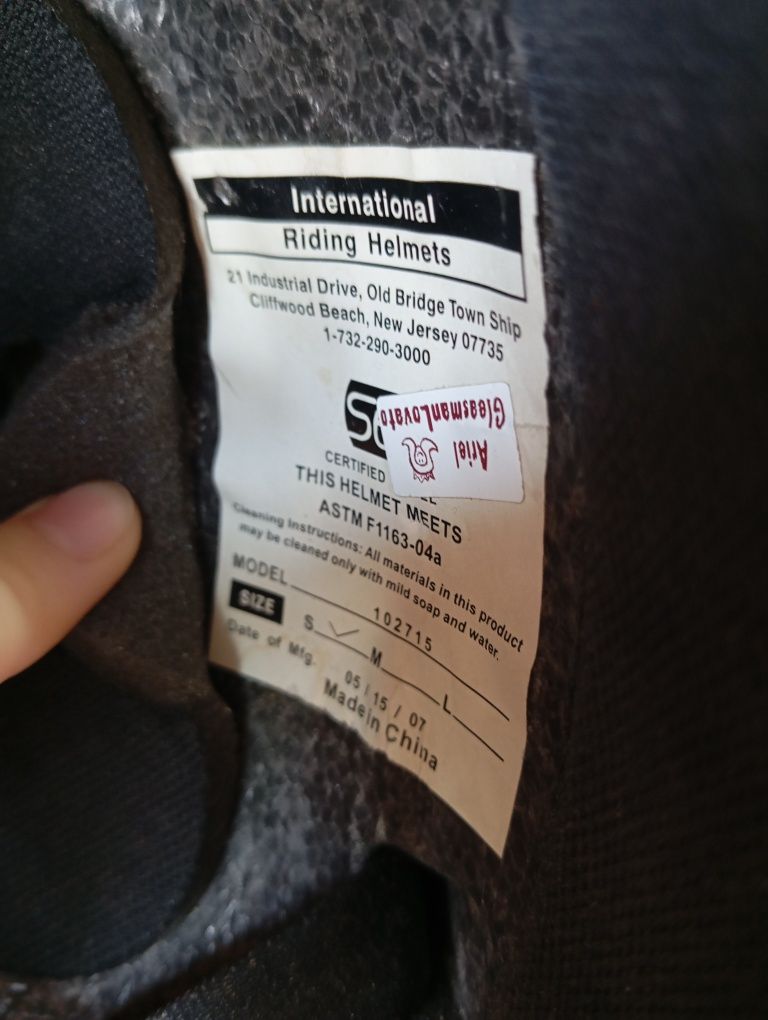 International
Riding Helmets
21 Industrial Drive, Old Bridge Town Ship
Cliffwood Beach, New Jersey 07735
1-732-290-3000
CERTIFIED
THIS HELMET MEETS
ASTM F1163-04a
Cleaning Instructions: All materials in this product
may be cleaned only with mild soap and water.
MODEL 102715
SIZE S ✓ M L
Date of Mfg. 05 / 15 / 07
Made in China
Ariel
GleasmanLovato